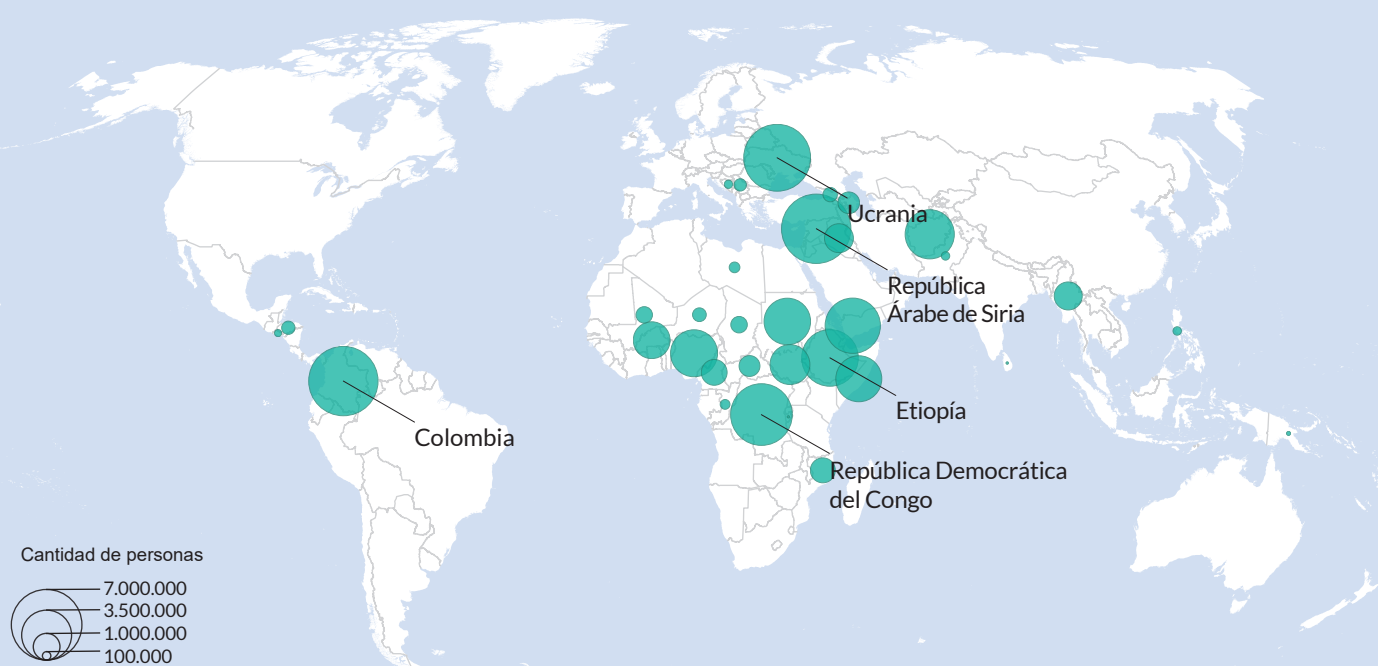 Ucrania
República
Árabe de Siria
Etiopía
Colombia
República Democrática
del Congo
Cantidad de personas
7.000.000
3.500.000
1.000.000
100.000